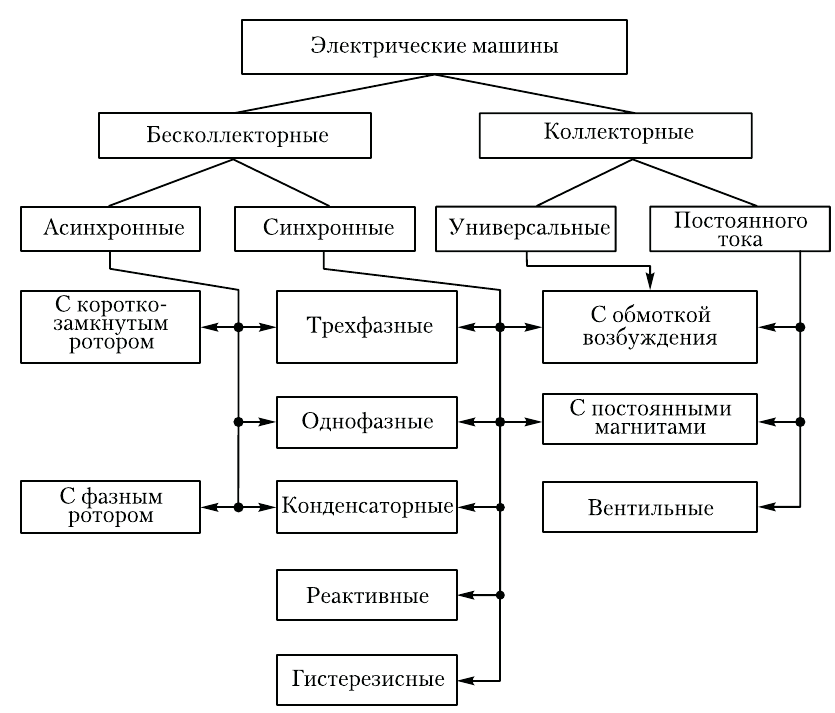 Электрические машины
Бесколлекторные
Коллекторные
Асинхронные
Синхронные
Универсальные
Постоянного
тока
С коротко-
замкнутым
ротором
Трехфазные
С обмоткой
возбуждения
Однофазные
С постоянными
магнитами
С фазным
ротором
Конденсаторные
Вентильные
Реактивные
Гистерезисные